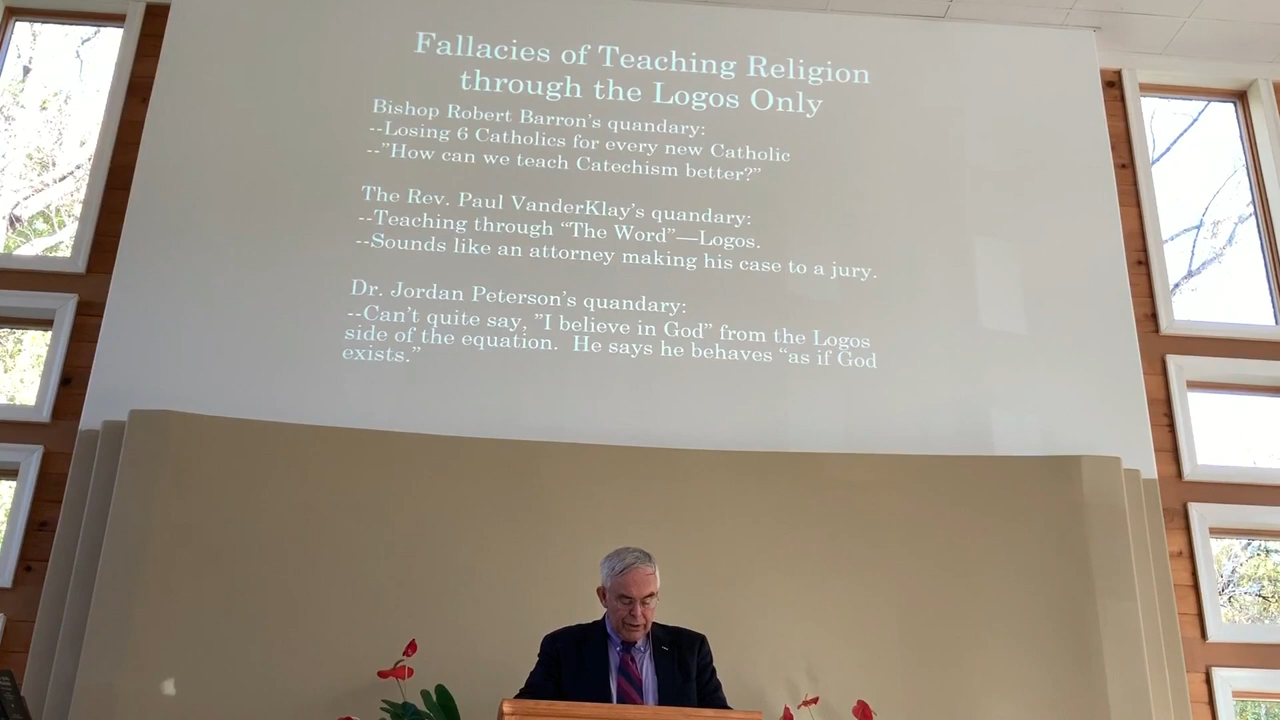 Fallacies of Teaching Religion
through the Logos Only
Bishop Robert Barron's quandary:
--Losing 6 Catholics for every new Catholic
--"How can we teach Catechism better?"
The Rev. Paul VanderKlay's quandary:
--Teaching through “The Word”—Logos.
--Sounds like an attorney making his case to a jury.
Dr. Jordan Peterson's quandary:
--Can't quite say, "I believe in God" from the Logos
side of the equation. He says he behaves “as if God
exists.”